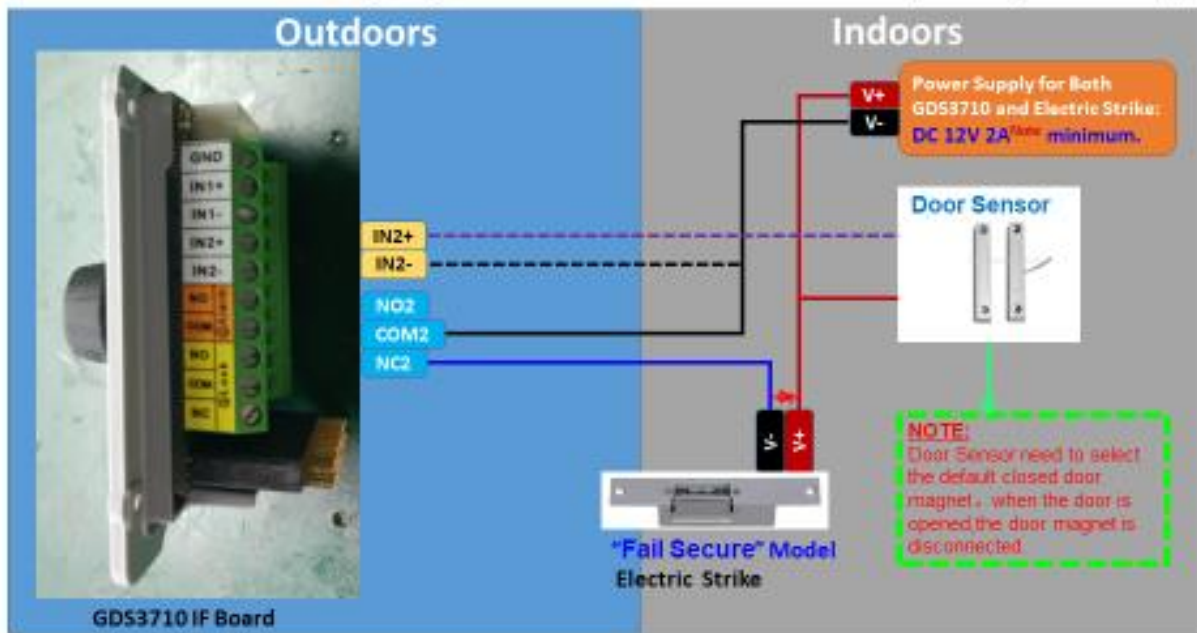 Outdoors
Indoors
V+
V-
Power Supply for Both
GDS3710 and Electric Strike:
DC 12V 2A Note minimum.
GND
IN1+
IN1-
IN2+
IN2-
NO
COM
NO
COM
NC
IN2+
IN2-
NO2
COM2
NC2
Door Sensor
V-
V+
NOTE:
Door Sensor need to select
the default closed door
magnet. when the door is
opened,the door magnet is
disconnected
"Fail Secure" Model
Electric Strike
GDS3710 IF Board